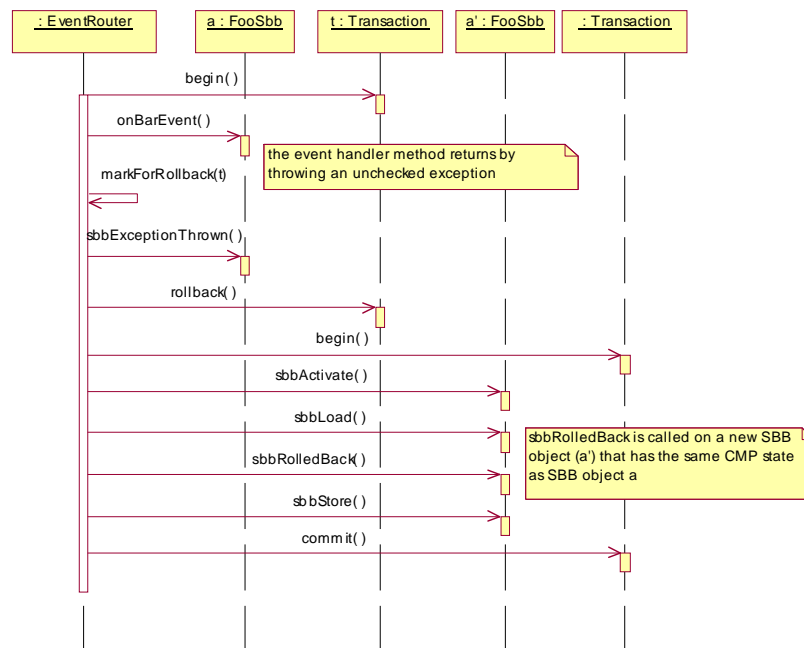 : EventRouter
a : FooSbb
t : Transaction
a' : FooSbb
: Transaction
begin( )
onBarEvent( )
the event handler method returns by
throwing an unchecked exception
markForRollback(t)
sbbExceptionThrown( )
rollback( )
begin( )
sbbActivate( )
sbbLoad( )
sbbRolledBack is called on a new SBB
object (a') that has the same CMP state
as SBB object a
sbbRolledBack( )
sbbStore( )
commit( )